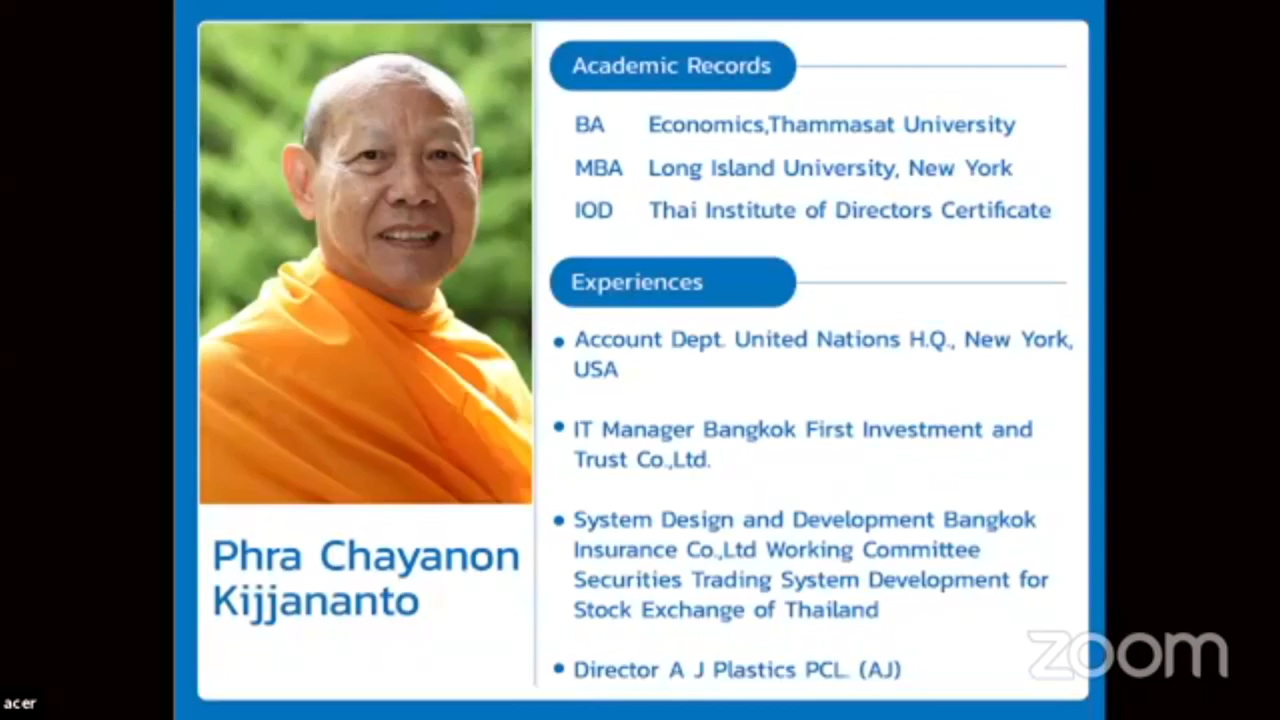 Academic Records
BA Economics,Thammasat University
MBA Long Island University, New York
IOD Thai Institute of Directors Certificate
Experiences
• Account Dept. United Nations H.Q., New York,
USA
• IT Manager Bangkok First Investment and
Trust Co.,Ltd.
• System Design and Development Bangkok
Insurance Co.,Ltd Working Committee
Securities Trading System Development for
Stock Exchange of Thailand
• Director A J Plastics PCL. (AJ)
Phra Chayanon
Kijjananto
zoom
acer